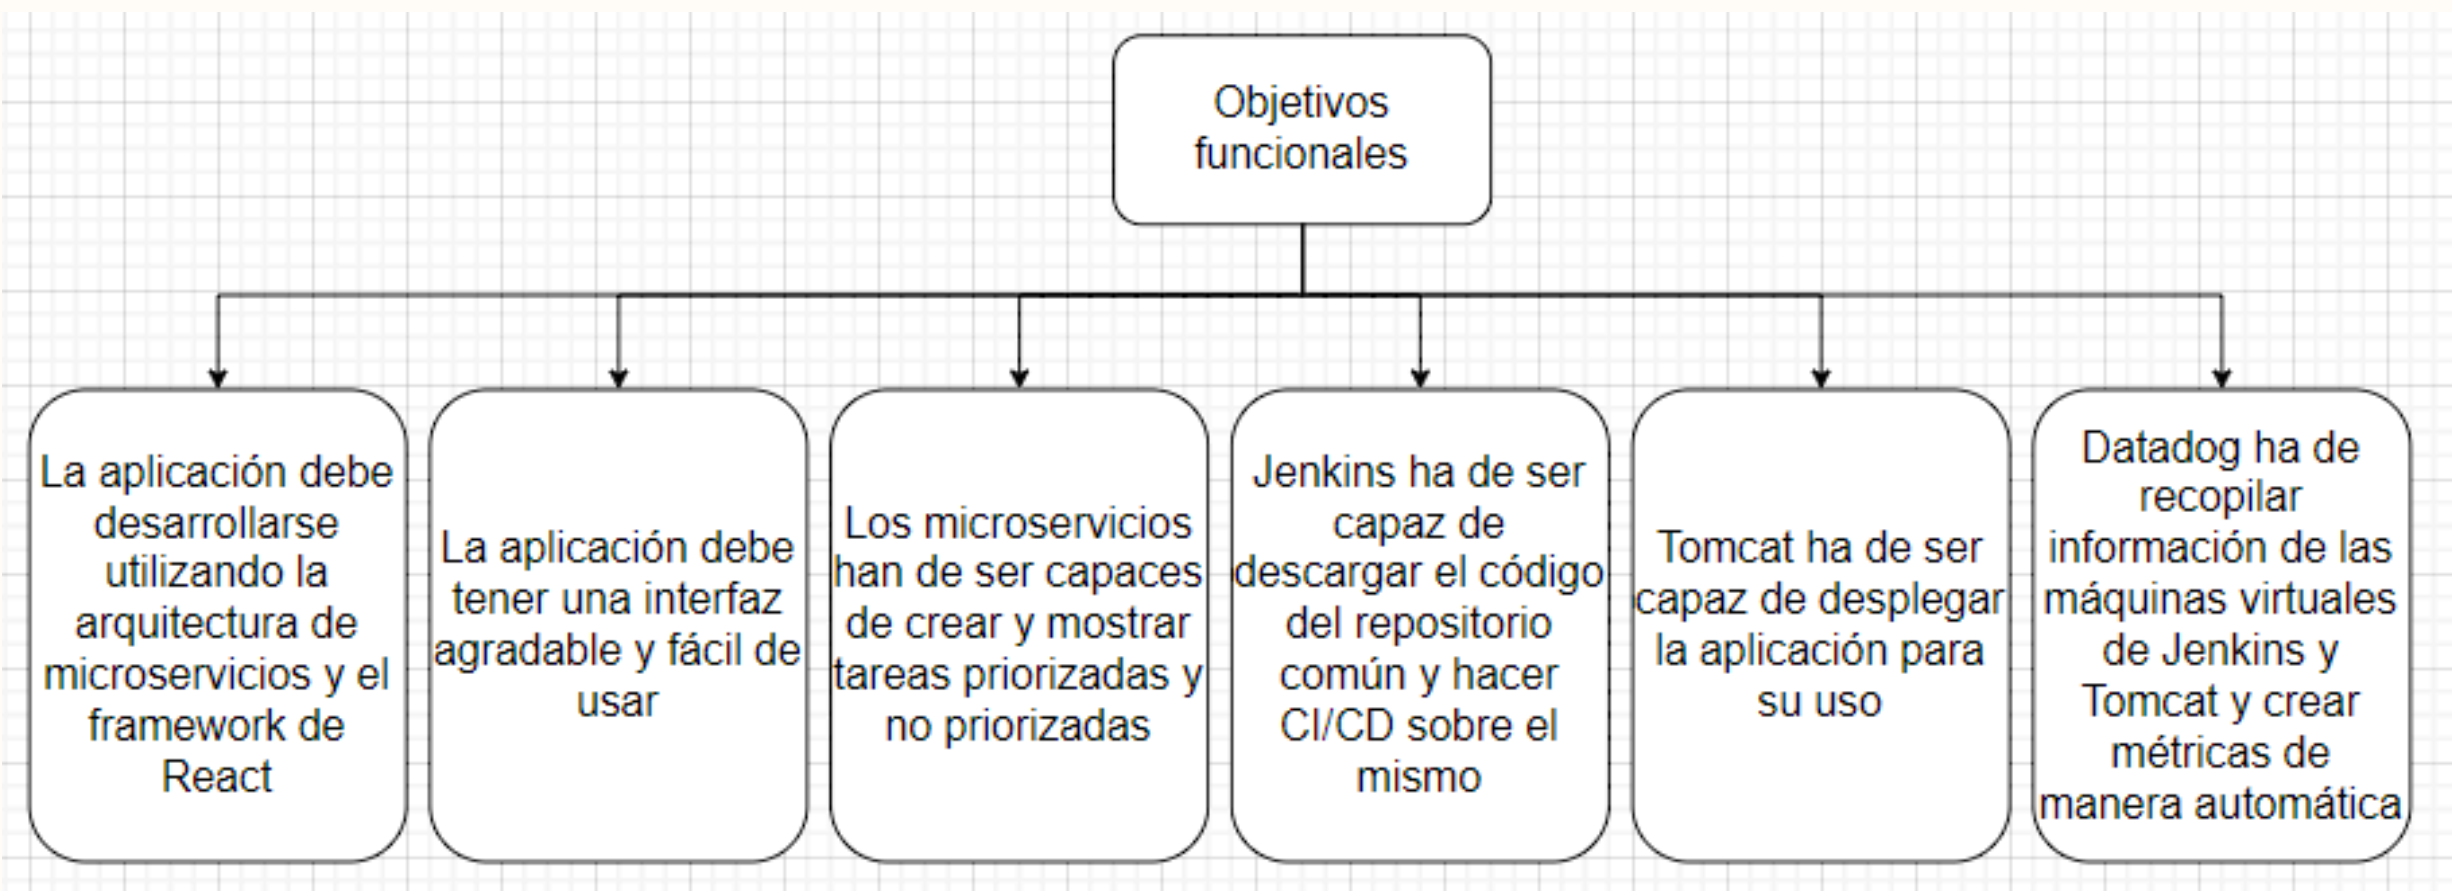 Objetivos
funcionales
La aplicación debe
desarrollarse
utilizando la
arquitectura de
microservicios y el
framework de
React
La aplicación debe
tener una interfaz
agradable y fácil de
usar
Los microservicios
han de ser capaces
de crear y mostrar
tareas priorizadas y
no priorizadas
Jenkins ha de ser
capaz de
descargar el código
del repositorio
común y hacer
CI/CD sobre el
mismo
Tomcat ha de ser
capaz de desplegar
la aplicación para
su uso
Datadog ha de
recopilar
información de las
máquinas virtuales
de Jenkins y
Tomcat y crear
métricas de
manera automática